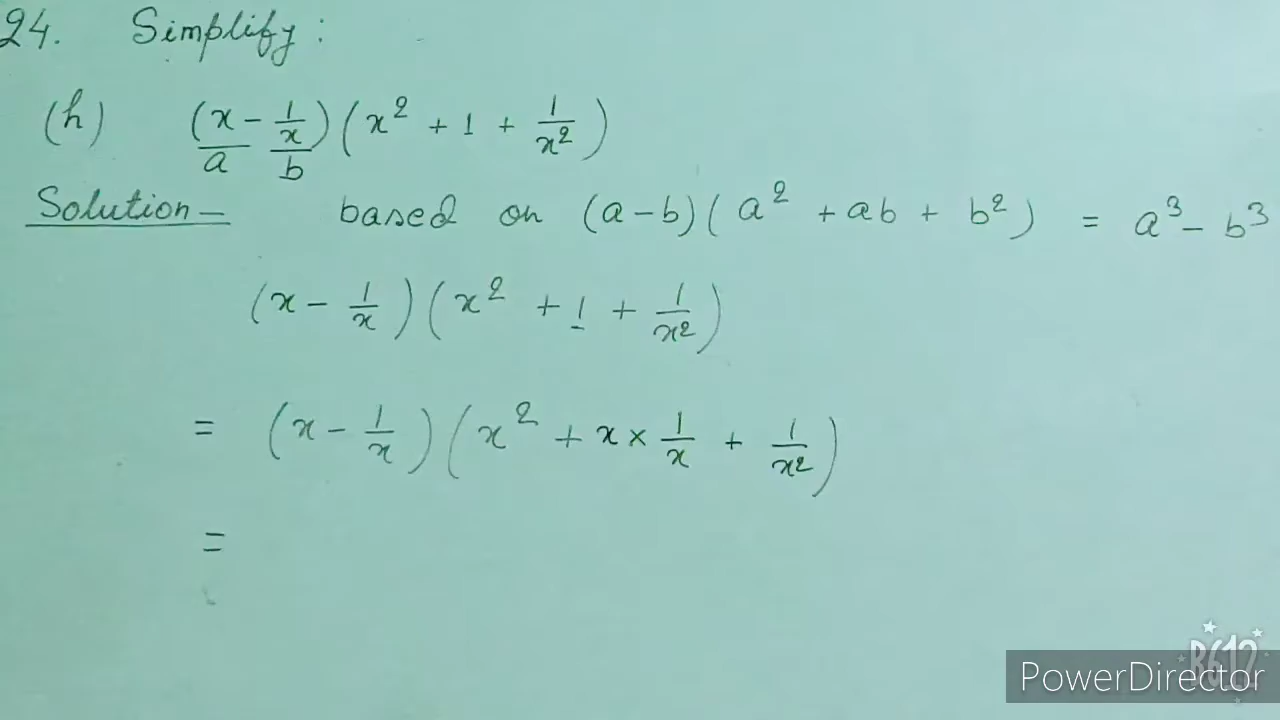 24. Simplify :
(h) (x - 1/x) (x² + 1 + 1/x²)
a b
Solution - based on (a-b)(a² + ab + b²) = a³ - b³
(x - 1/x) (x² + 1 + 1/x²)
= (x - 1/x) (x² + x × 1/x + 1/x²)
=
R612
PowerDirector